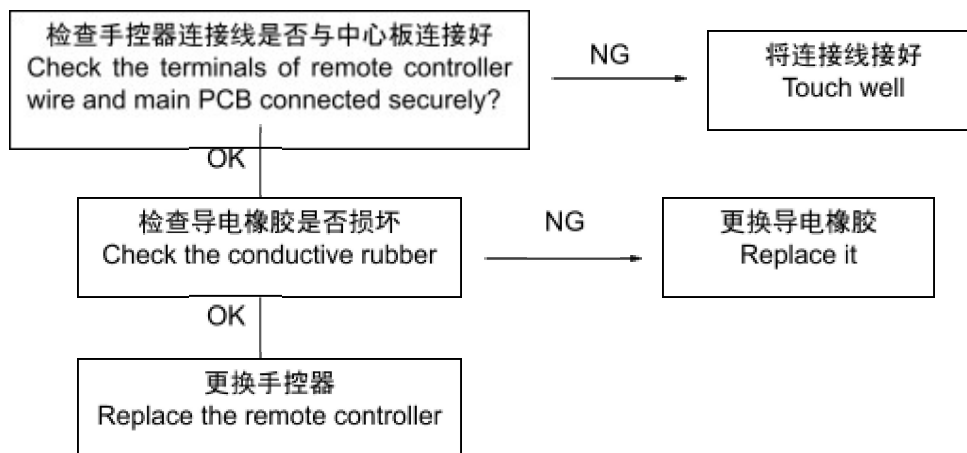 检查手控器连接线是否与中心板连接好
Check the terminals of remote controller
wire and main PCB connected securely?
NG
将连接线接好
Touch well
OK
检查导电橡胶是否损坏
Check the conductive rubber
NG
更换导电橡胶
Replace it
OK
更换手控器
Replace the remote controller